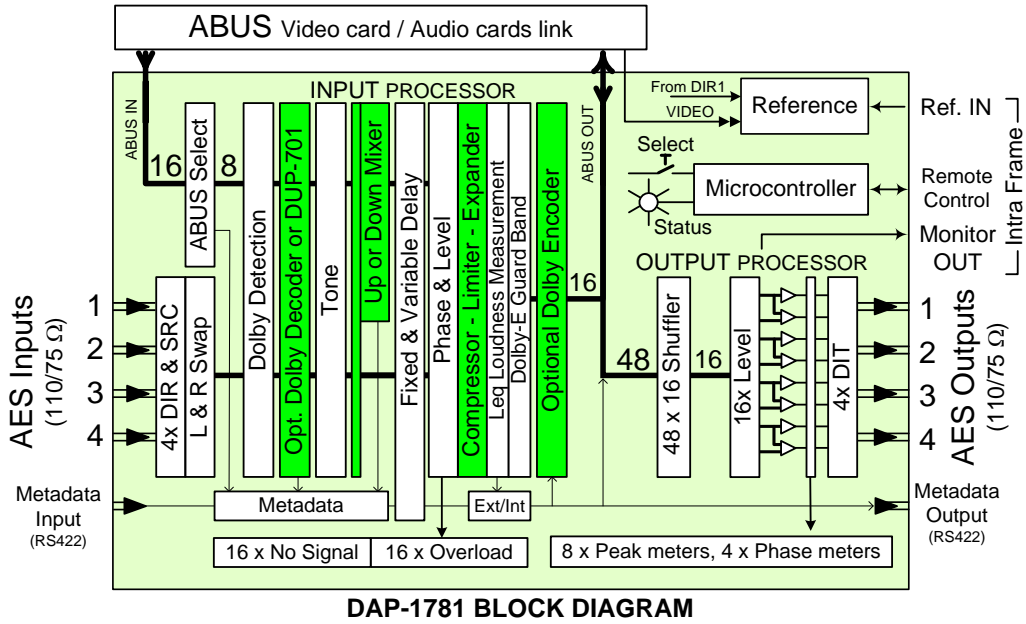 ABUS Video card / Audio cards link
INPUT PROCESSOR
ABUS IN
16
ABUS Select
8
Dolby Detection
Opt. Dolby Decoder or DUP-701
Tone
Up or Down Mixer
Fixed & Variable Delay
Phase & Level
Compressor - Limiter - Expander
Leq Loudness Measurement
Dolby-E Guard Band
Optional Dolby Encoder
16
ABUS OUT
From DIR1
VIDEO
Reference
Ref. IN
Select
Status
Microcontroller
Remote
Control
Monitor
OUT
Intra Frame
OUTPUT PROCESSOR
AES Inputs
(110/75 Ω)
1
2
3
4
4x DIR & SRC
L & R Swap
48
48 x 16 Shuffler
16
16x Level
4x DIT
1
2
3
4
AES Outputs
(110/75 Ω)
Metadata
Input
(RS422)
Metadata
Ext/Int
Metadata
Output
(RS422)
16 x No Signal
16 x Overload
8 x Peak meters, 4 x Phase meters
DAP-1781 BLOCK DIAGRAM